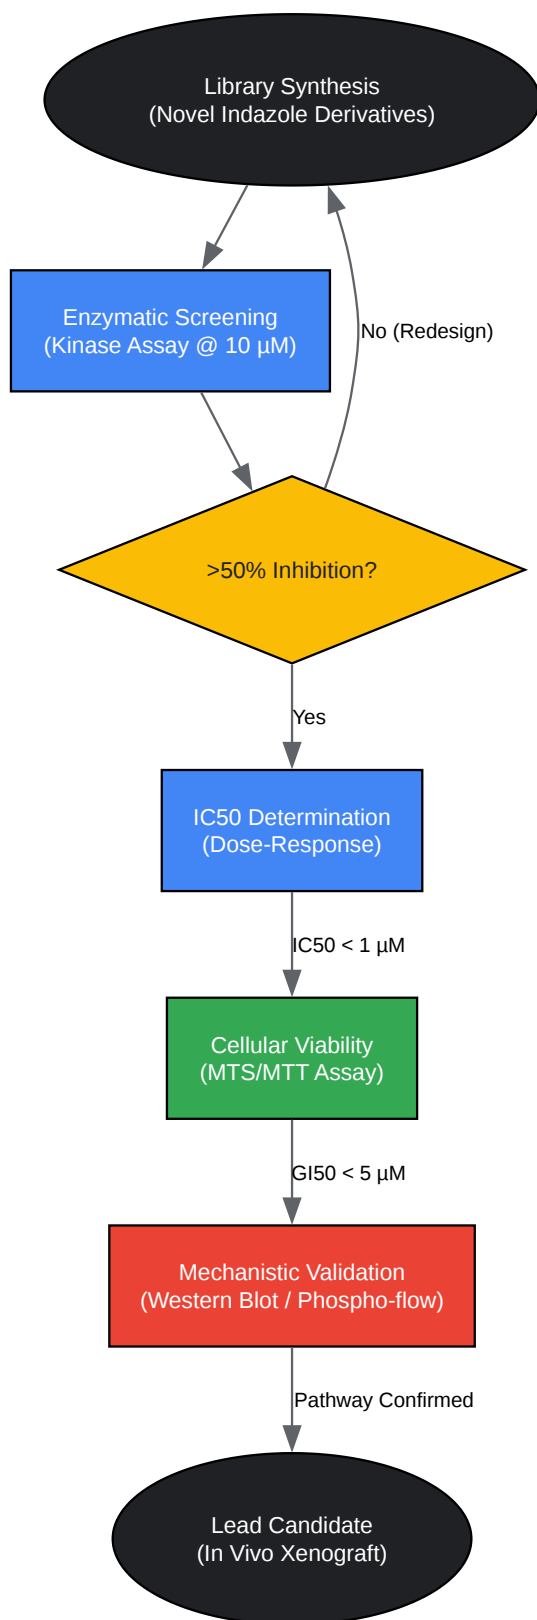 Library Synthesis
(Novel Indazole Derivatives)
Enzymatic Screening
(Kinase Assay @ 10 µM)
No (Redesign)
>50% Inhibition?
Yes
IC50 Determination
(Dose-Response)
IC50 < 1 µM
Cellular Viability
(MTS/MTT Assay)
GI50 < 5 µM
Mechanistic Validation
(Western Blot / Phospho-flow)
Pathway Confirmed
Lead Candidate
(In Vivo Xenograft)